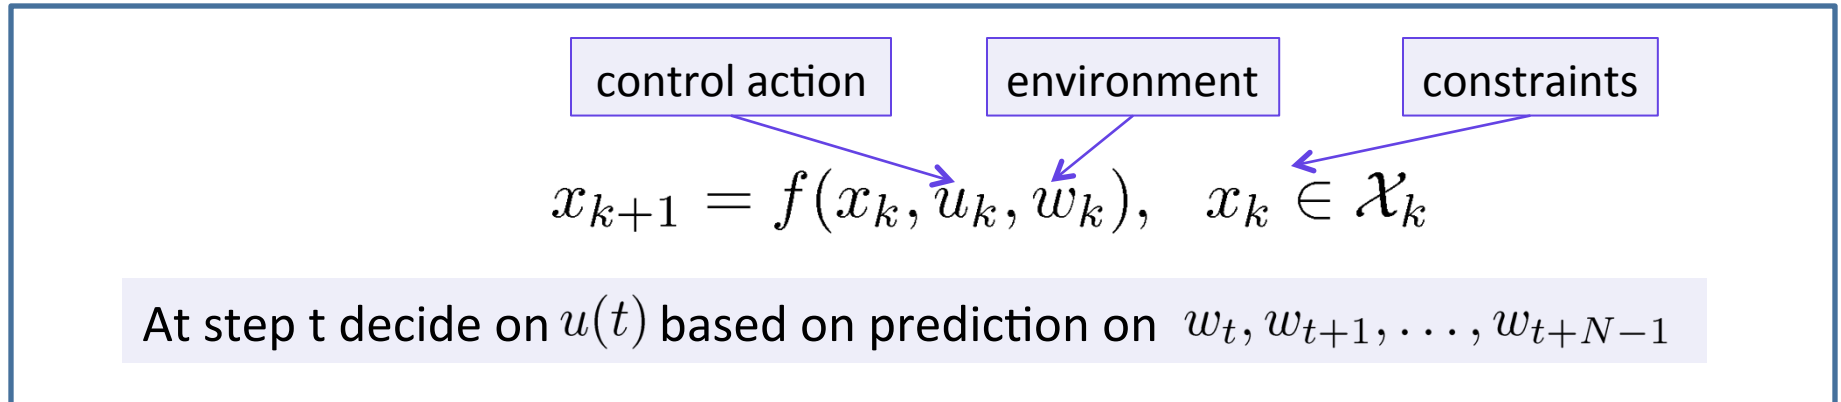 control action environment constraints
x_{k+1} = f(x_k, u_k, w_k),   x_k ∈ 𝒳_k
At step t decide on u(t) based on prediction on w_t, w_{t+1}, . . . , w_{t+N−1}